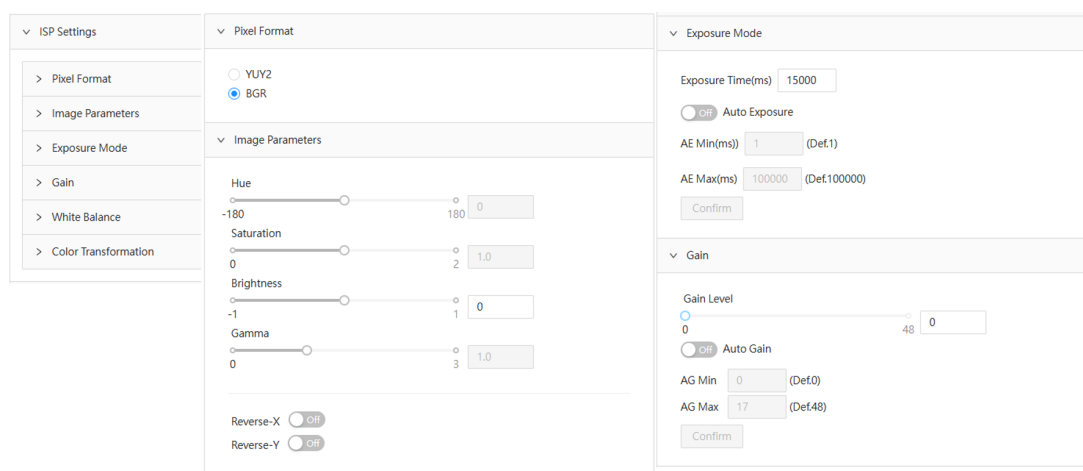 ISP Settings
Pixel Format
Image Parameters
Exposure Mode
Gain
White Balance
Color Transformation
Pixel Format
YUY2
BGR
Image Parameters
Hue
-180 180 0
Saturation
0 2 1.0
Brightness
-1 1 0
Gamma
0 3 1.0
Reverse-X Off
Reverse-Y Off
Exposure Mode
Exposure Time(ms) 15000
Off Auto Exposure
AE Min(ms)) 1 (Def.1)
AE Max(ms) 100000 (Def.100000)
Confirm
Gain
Gain Level
0 48 0
Off Auto Gain
AG Min 0 (Def.0)
AG Max 17 (Def.48)
Confirm